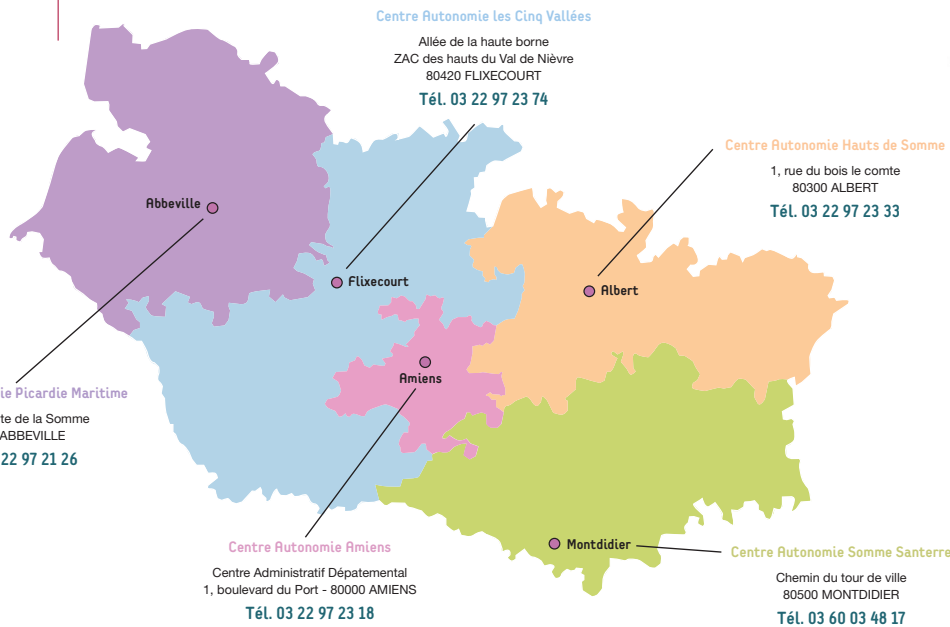 Centre Autonomie les Cinq Vallées
Allée de la haute borne
ZAC des hauts du Val de Nièvre
80420 FLIXECOURT
Tél. 03 22 97 23 74
Centre Autonomie Hauts de Somme
1, rue du bois le comte
80300 ALBERT
Tél. 03 22 97 23 33
Abbeville
Flixecourt
Albert
Amiens
ie Picardie Maritime
te de la Somme
ABBEVILLE
22 97 21 26
Centre Autonomie Amiens
Centre Administratif Dépatemental
1, boulevard du Port - 80000 AMIENS
Tél. 03 22 97 23 18
Montdidier
Centre Autonomie Somme Santerre
Chemin du tour de ville
80500 MONTDIDIER
Tél. 03 60 03 48 17